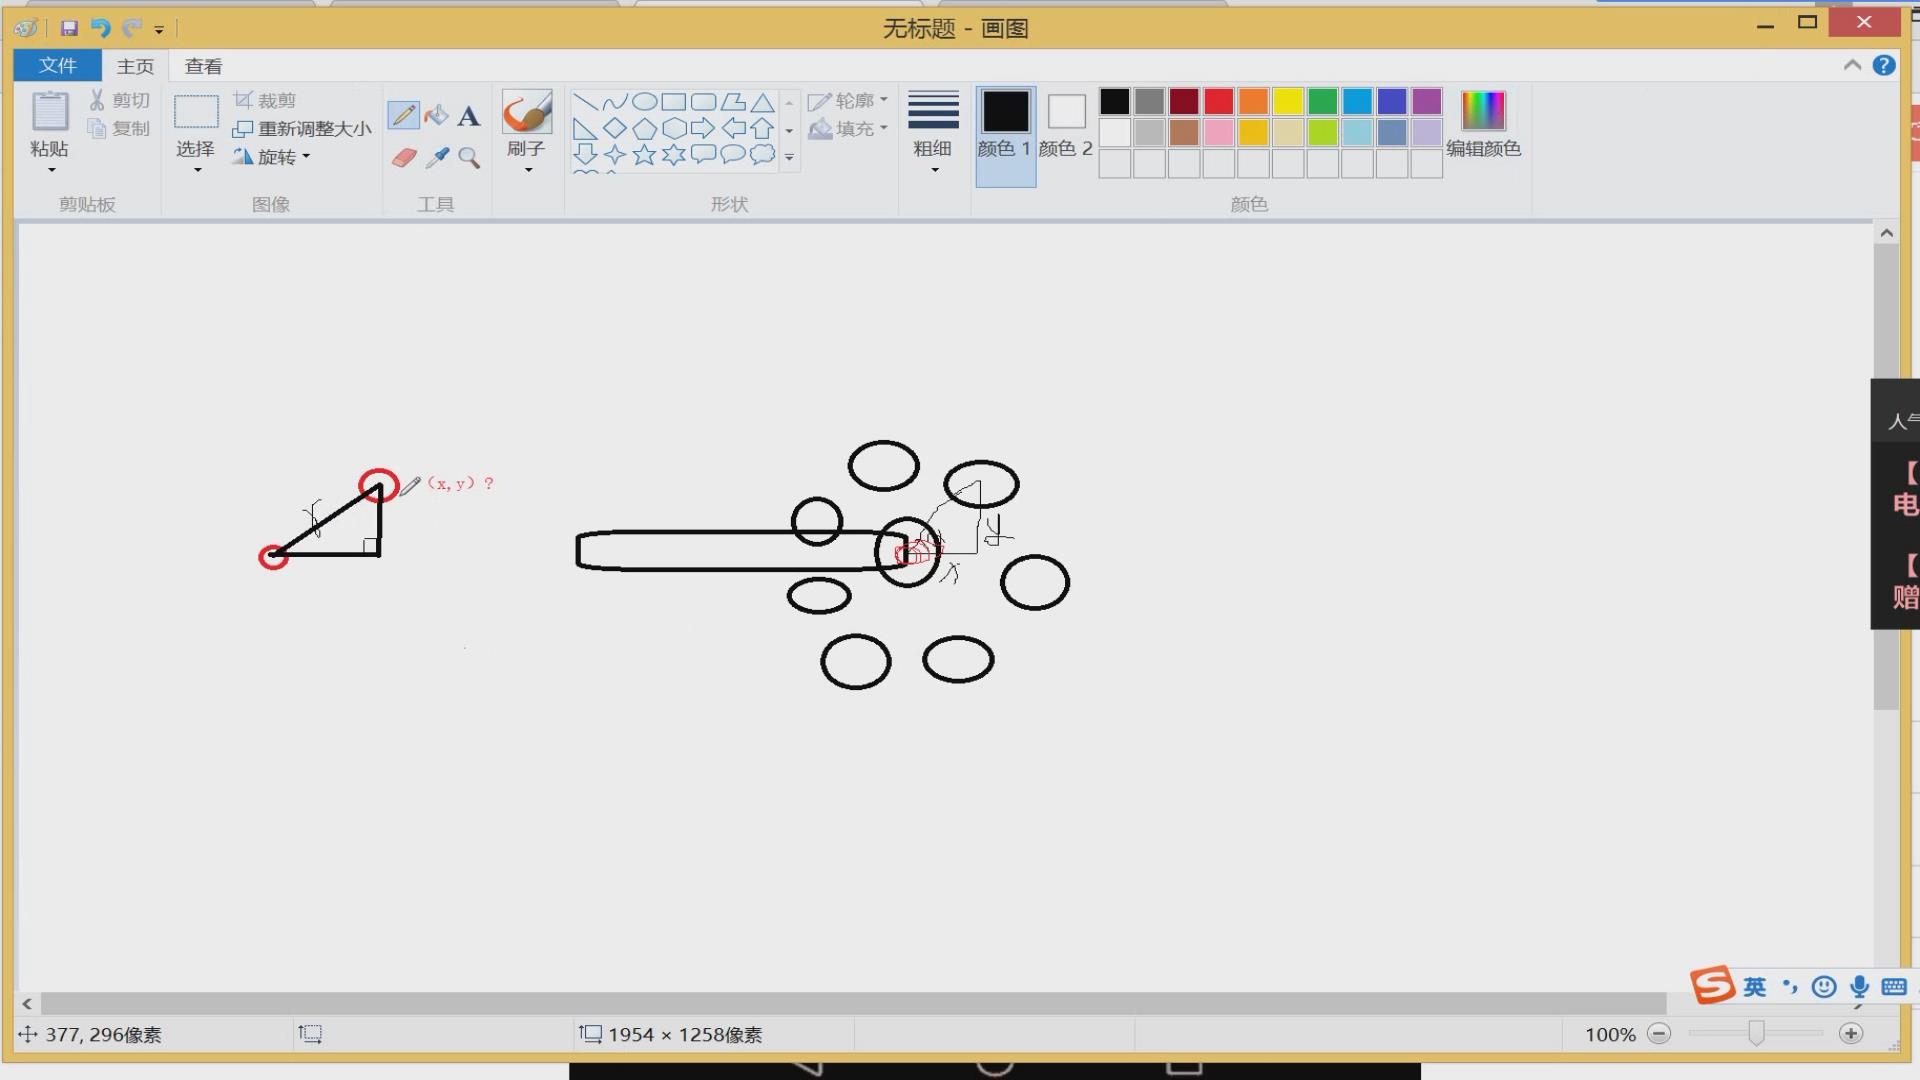 无标题 - 画图
文件 主页 查看
粘贴
剪切
复制
剪贴板
选择
裁剪
重新调整大小
旋转
图像
A
工具
刷子
形状
轮廓
填充
粗细
颜色 1
颜色 2
编辑颜色
颜色
(x,y)?
y
x
人气
【
电
【
赠
英
377, 296像素
1954 × 1258像素
100%